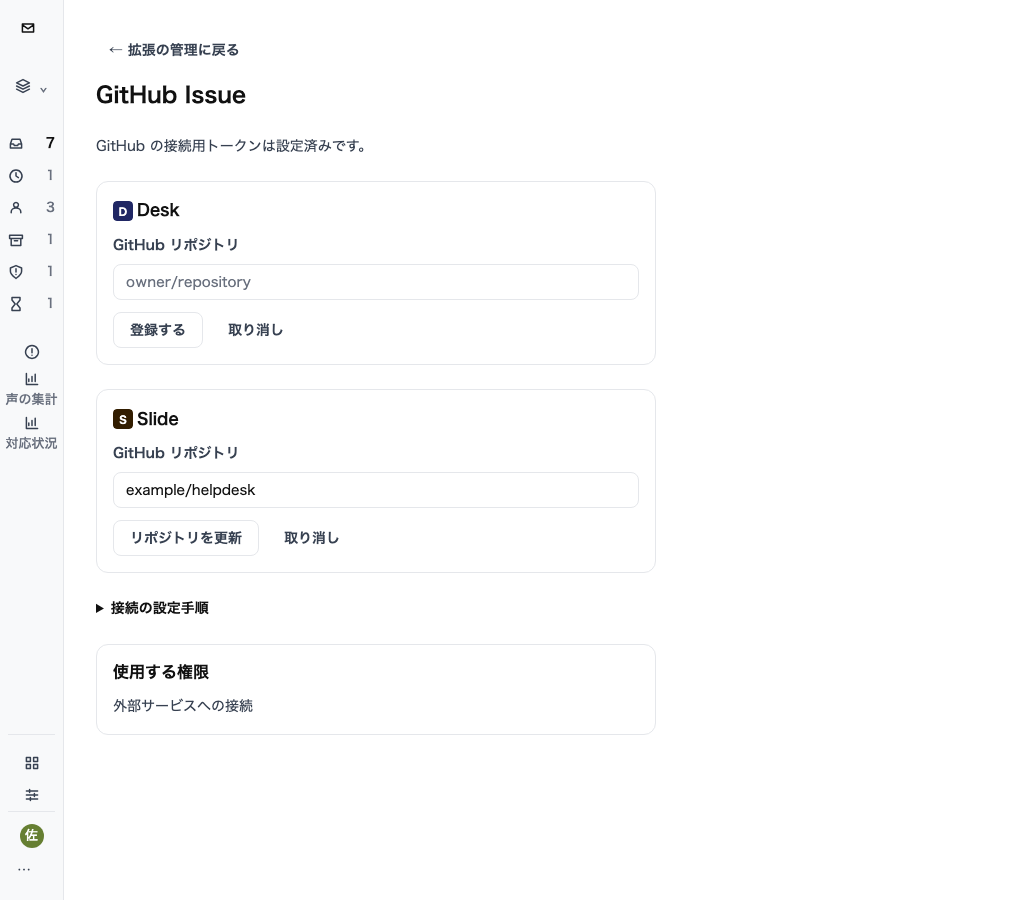 ← 拡張の管理に戻る
GitHub Issue
GitHub の接続用トークンは設定済みです。
D Desk
GitHub リポジトリ
owner/repository
登録する 取り消し
S Slide
GitHub リポジトリ
example/helpdesk
リポジトリを更新 取り消し
▶ 接続の設定手順
使用する権限
外部サービスへの接続
7
1
3
1
1
1
声の集計
対応状況
佐
…